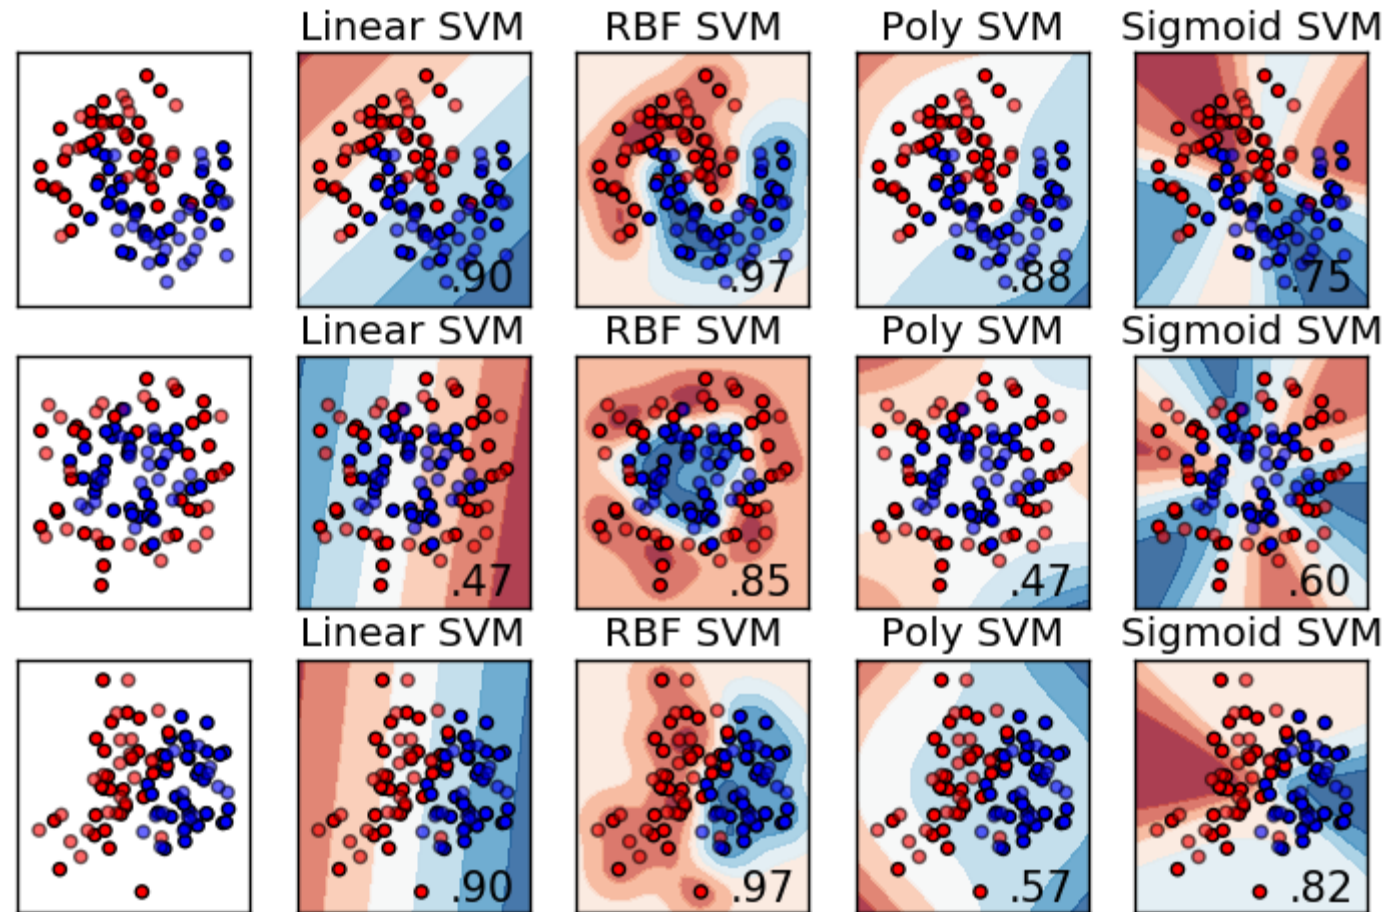 Linear SVM RBF SVM Poly SVM Sigmoid SVM
.90 .97 .88 .75
Linear SVM RBF SVM Poly SVM Sigmoid SVM
.47 .85 .47 .60
Linear SVM RBF SVM Poly SVM Sigmoid SVM
.90 .97 .57 .82